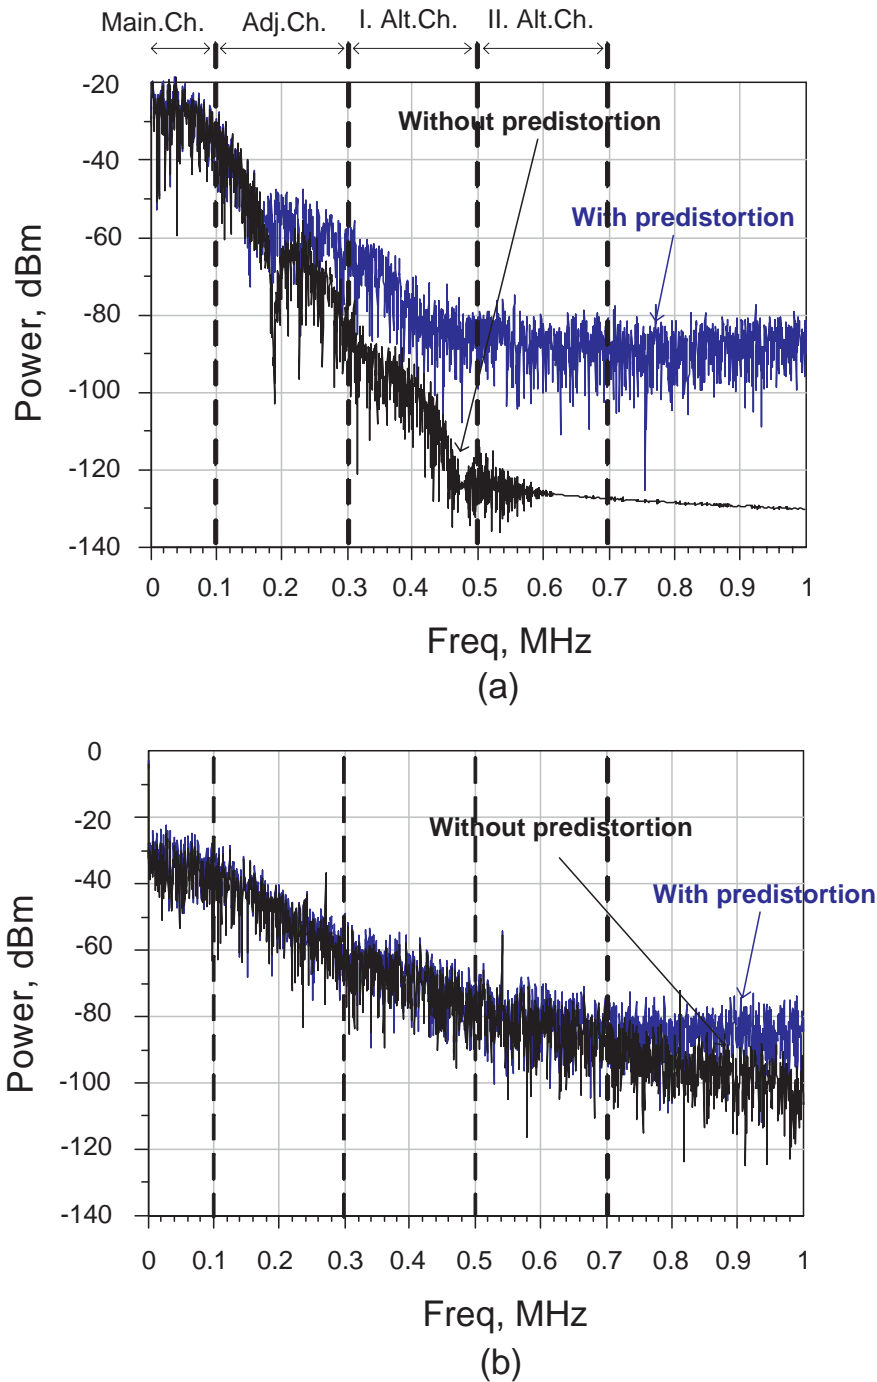 Main.Ch. Adj.Ch. I. Alt.Ch. II. Alt.Ch.
-20
-40
-60
-80
-100
-120
-140
Power, dBm
Without predistortion
With predistortion
0 0.1 0.2 0.3 0.4 0.5 0.6 0.7 0.8 0.9 1
Freq, MHz
(a)
0
-20
-40
-60
-80
-100
-120
-140
Power, dBm
Without predistortion
With predistortion
0 0.1 0.2 0.3 0.4 0.5 0.6 0.7 0.8 0.9 1
Freq, MHz
(b)